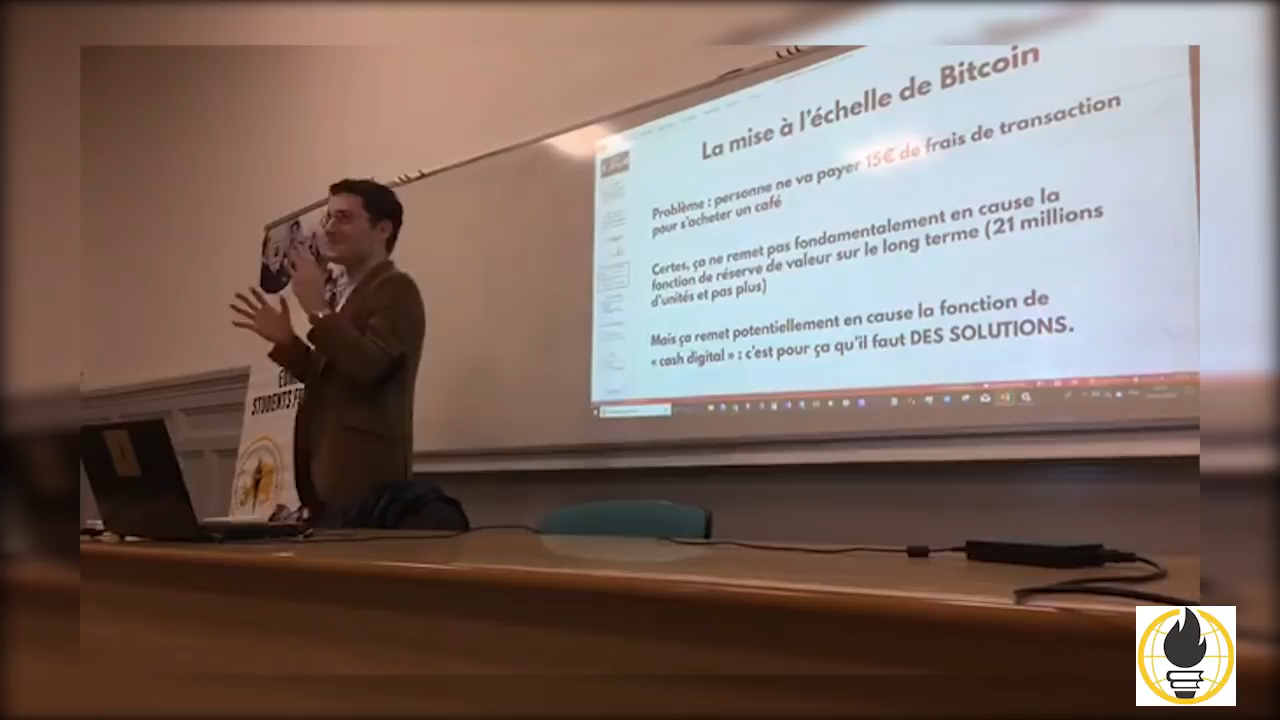 La mise à l'échelle de Bitcoin
Problème : personne ne va payer 15€ de frais de transaction
pour s'acheter un café
Certes, ça ne remet pas fondamentalement en cause la
fonction de réserve de valeur sur le long terme (21 millions
d'unités et pas plus)
Mais ça remet potentiellement en cause la fonction de
« cash digital » : c'est pour ça qu'il faut DES SOLUTIONS.
STUDENTS F